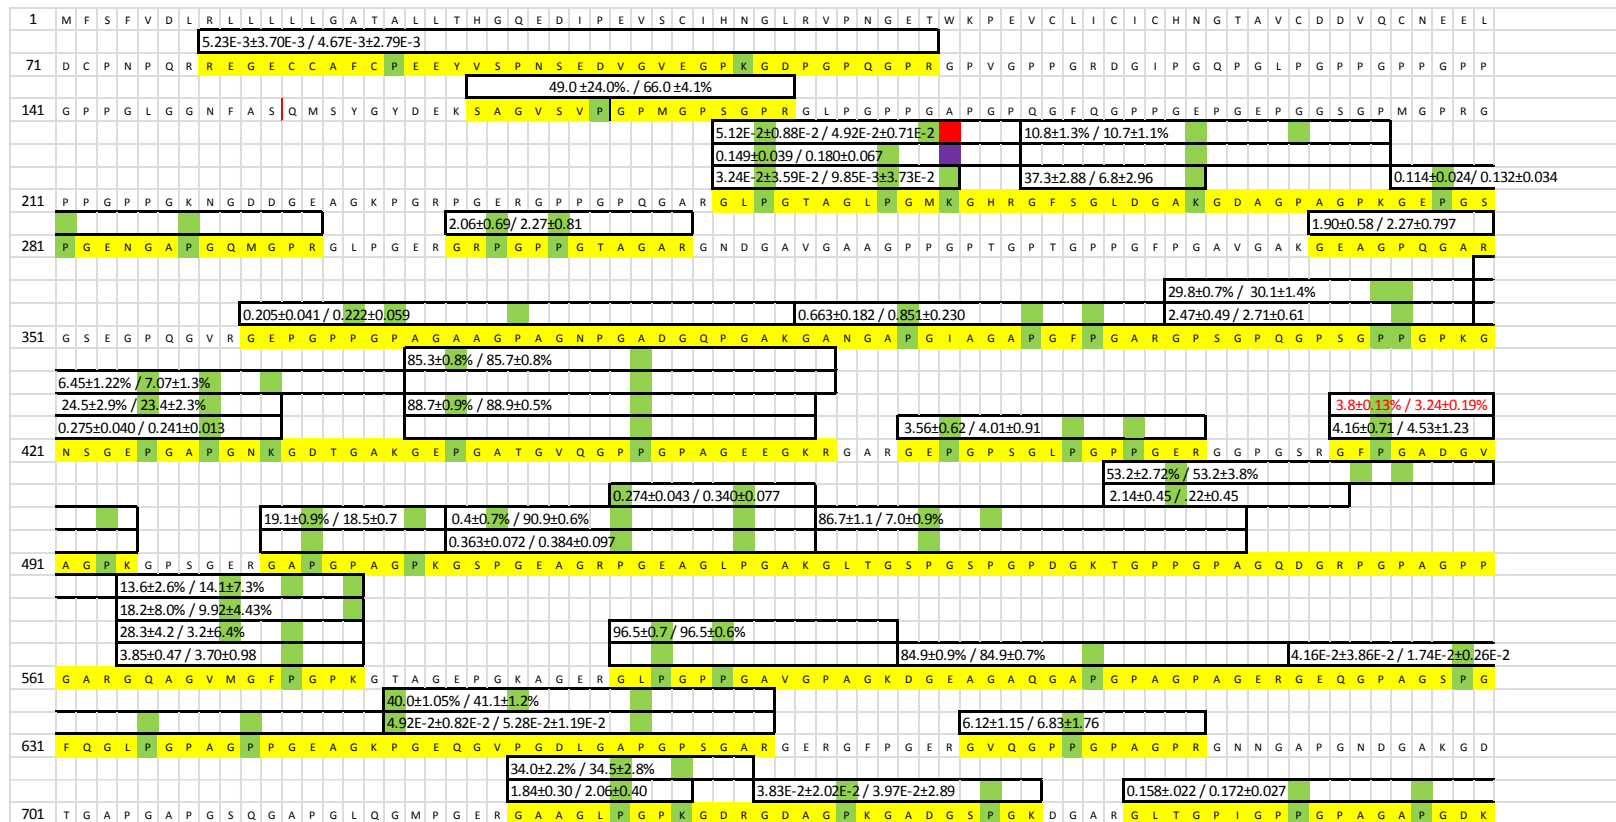 1 M F S F V D L R L L L L L G A T A L L T H G Q E D I P E V S C I H N G L R V P N G E T W K P E V C L I C I C H N G T A V C D D V Q C N E E L
5.23E-3±3.70E-3 / 4.67E-3±2.79E-3
71 D C P N P Q R R E G E C C A F C P E E Y V S P N S E D V G V E G P K G D P G P Q G P R G P V G P P G R D G I P G Q P G L P G P P G P P G P P
49.0 ±24.0%. / 66.0 ±4.1%
141 G P P G L G G N F A S Q M S Y G Y D E K S A G V S V P G P M G P S G P R G L P G P P G A P G P Q G F Q G P P G E P G E P G G S G P M G P R G
5.12E-2±0.88E-2 / 4.92E-2±0.71E-2 10.8±1.3% / 10.7±1.1%
0.149±0.039 / 0.180±0.067
3.24E-2±3.59E-2 / 9.85E-3±3.73E-2 37.3±2.88 / 6.8±2.96 0.114±0.024/ 0.132±0.034
211 P P G P P G K N G D D G E A G K P G R P G E R G P P G P Q G A R G L P G T A G L P G M K G H R G F S G L D G A K G D A G P A G P K G E P G S
2.06±0.69/ 2.27±0.81 1.90±0.58 / 2.27±0.797
281 P G E N G A P G Q M G P R G L P G E R G R P G P P G T A G A R G N D G A V G A A G P P G P T G P T G P P G F P G A V G A K G E A G P Q G A R
29.8±0.7% / 30.1±1.4%
0.205±0.041 / 0.222±0.059 0.663±0.182 / 0.851±0.230 2.47±0.49 / 2.71±0.61
351 G S E G P Q G V R G E P G P P G P A G A A G P A G N P G A D G Q P G A K G A N G A P G I A G A P G F P G A R G P S G P Q G P S G P P G P K G
85.3±0.8% / 85.7±0.8%
6.45±1.22% / 7.07±1.3%
24.5±2.9% / 23.4±2.3% 88.7±0.9% / 88.9±0.5% 3.8±0.13% / 3.24±0.19%
0.275±0.040 / 0.241±0.013 3.56±0.62 / 4.01±0.91 4.16±0.71 / 4.53±1.23
421 N S G E P G A P G N K G D T G A K G E P G A T G V Q G P P G P A G E E G K R G A R G E P G P S G L P G P P G E R G G P G S R G F P G A D G V
53.2±2.72% / 53.2±3.8%
0.274±0.043 / 0.340±0.077 2.14±0.45 / .22±0.45
19.1±0.9% / 18.5±0.7 0.4±0.7% / 90.9±0.6% 86.7±1.1 / 7.0±0.9%
0.363±0.072 / 0.384±0.097
491 A G P K G P S G E R G A P G P A G P K G S P G E A G R P G E A G L P G A K G L T G S P G S P G P D G K T G P P G P A G Q D G R P G P A G P P
13.6±2.6% / 14.1±7.3%
18.2±8.0% / 9.92±4.43%
28.3±4.2 / 3.2±6.4% 96.5±0.7 / 96.5±0.6%
3.85±0.47 / 3.70±0.98 84.9±0.9% / 84.9±0.7% 4.16E-2±3.86E-2 / 1.74E-2±0.26E-2
561 G A R G Q A G V M G F P G P K G T A G E P G K A G E R G L P G P P G A V G P A G K D G E A G A Q G A P G P A G P A G E R G E Q G P A G S P G
40.0±1.05% / 41.1±1.2%
4.92E-2±0.82E-2 / 5.28E-2±1.19E-2 6.12±1.15 / 6.83±1.76
631 F Q G L P G P A G P P G E A G K P G E Q G V P G D L G A P G P S G A R G E R G F P G E R G V Q G P P G P A G P R G N N G A P G N D G A K G D
34.0±2.2% / 34.5±2.8%
1.84±0.30 / 2.06±0.40 3.83E-2±2.02E-2 / 3.97E-2±2.89 0.158±.022 / 0.172±0.027
701 T G A P G A P G S Q G A P G L Q G M P G E R G A A G L P G P K G D R G D A G P K G A D G S P G K D G A R G L T G P I G P P G P A G A P G D K